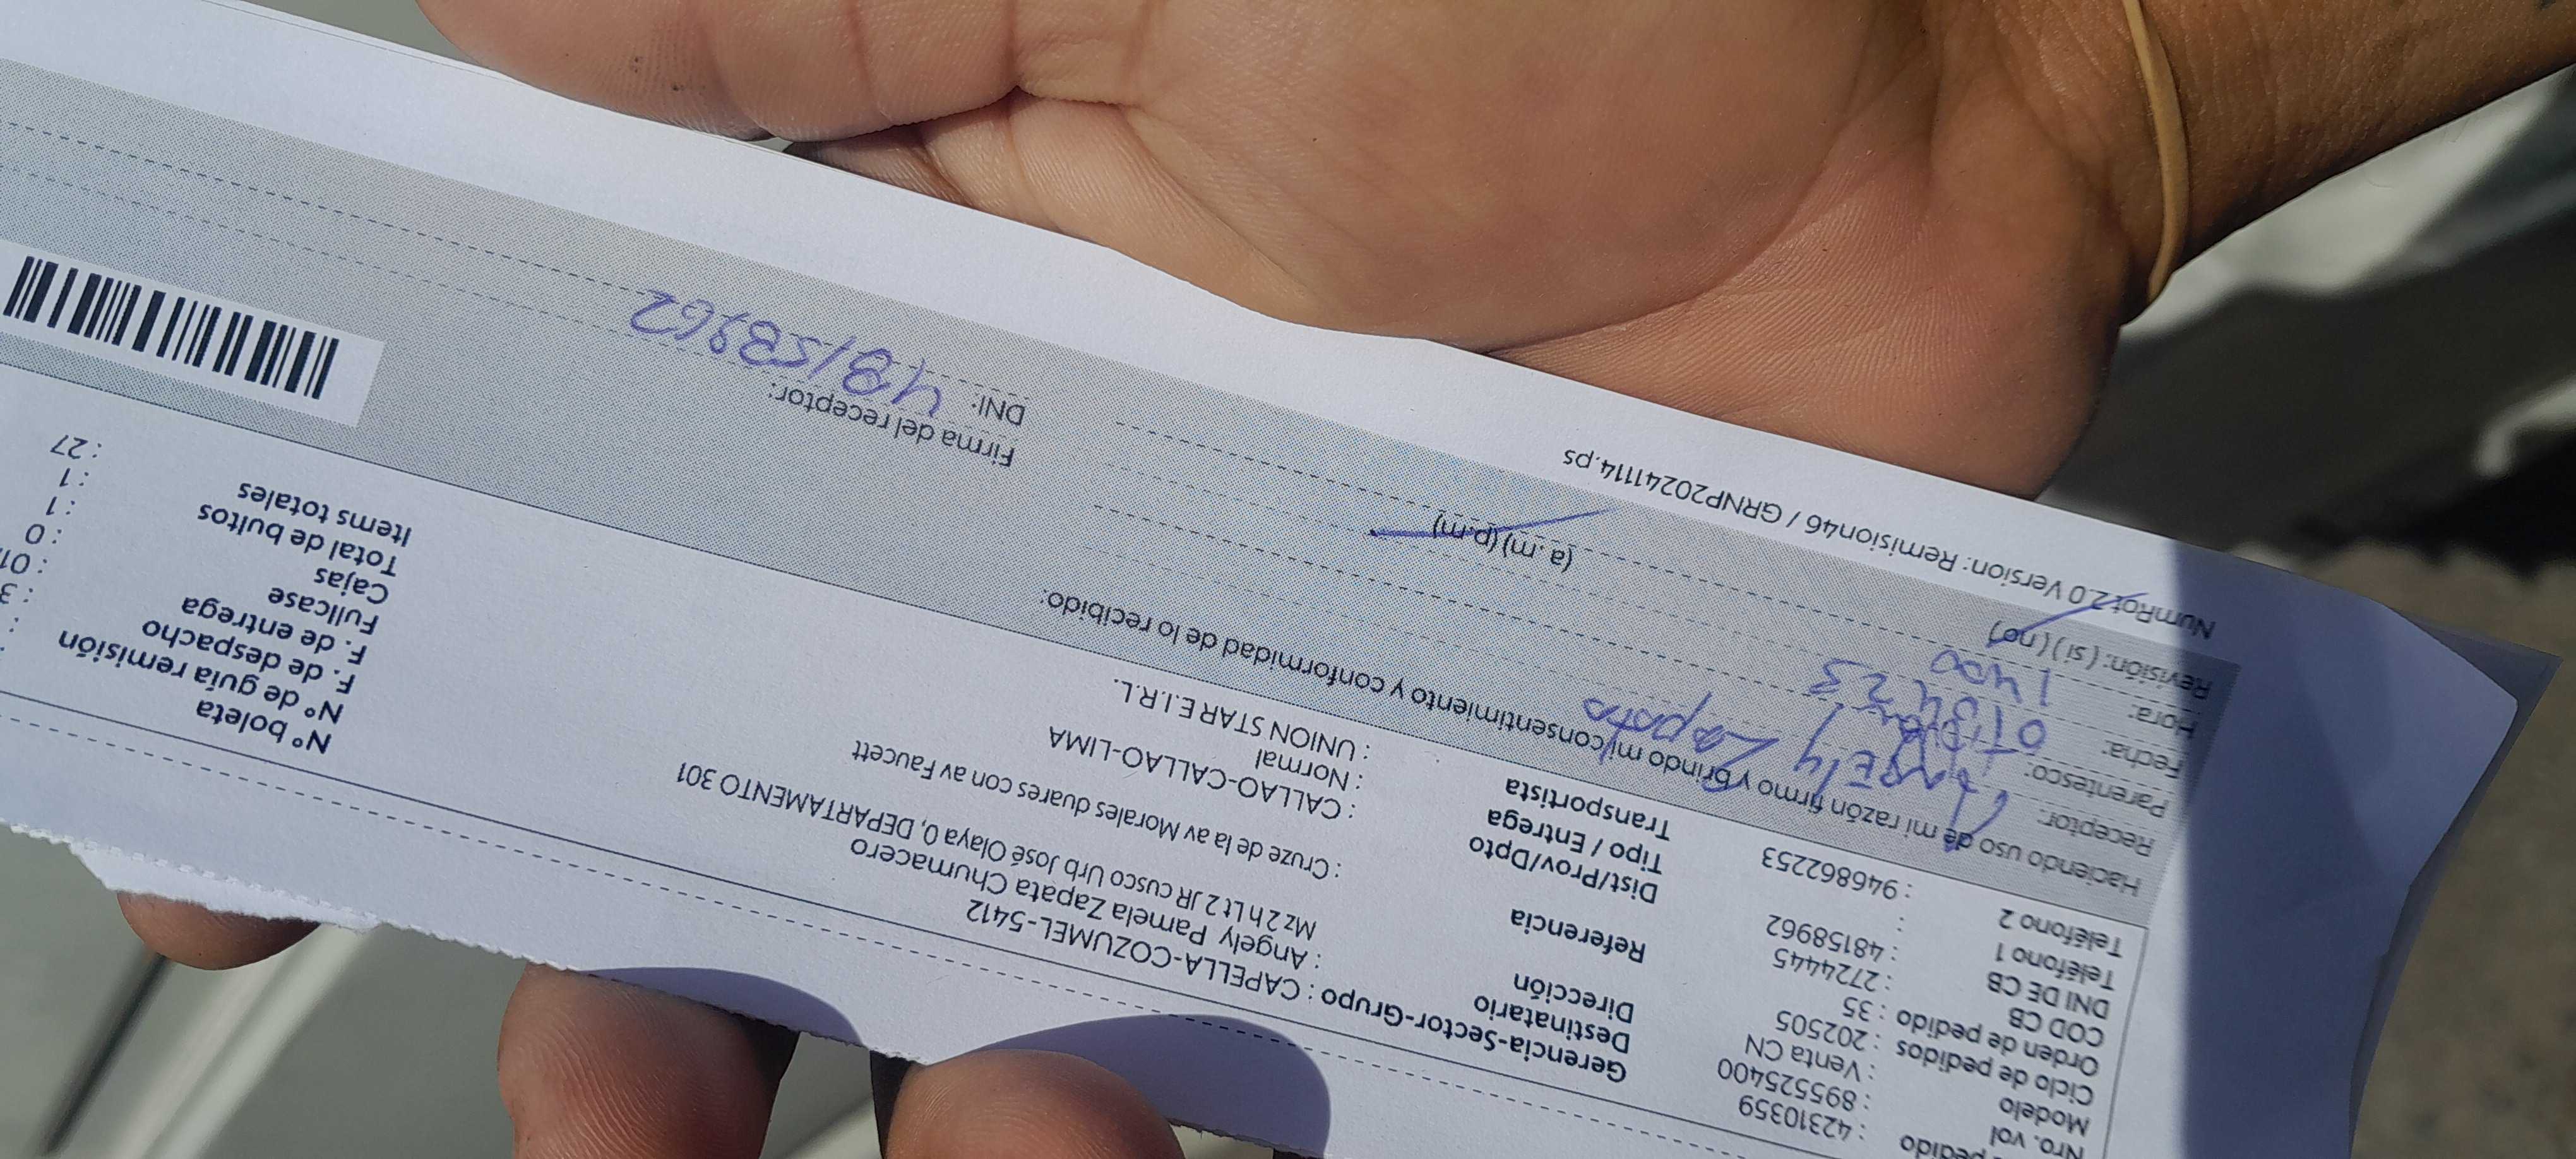 pedido : 42310359
Nro. vol : 895525400
Modelo : Venta CN
Ciclo de pedidos : 202505
Orden de pedido : 35
COD CB : 2724445
DNI DE CB : 48158962
Teléfono 1 :
Teléfono 2 : 946862253
Gerencia-Sector-Grupo : CAPELLA-COZUMEL-5412
Destinatario : Angely Pamela Zapata Chumacero
Dirección Mz 2 h Lt 2 JR cusco Urb José Olaya 0, DEPARTAMENTO 301
Referencia : Cruze de la av Morales duares con av Faucett
Dist/Prov/Dpto : CALLAO-CALLAO-LIMA
Tipo / Entrega : Normal
Transportista : UNION STAR E.I.R.L.
N° boleta :
N° de guía remisión :
F. de despacho : 3
F. de entrega : 01
Fullcase : 0
Cajas : 1
Total de bultos : 1
Items totales : 27
Haciendo uso de mi razón firmo y brindo mi consentimiento y conformidad de lo recibido:
Receptor: Angely Zapata
Parentesco:
Fecha:
Hora: 1400 (a.m) (p.m)
Revisión: (si) (no)
Firma del receptor:
DNI: 48158962
NumRot2.0 Version: Remision46 / GRNP20241114.ps